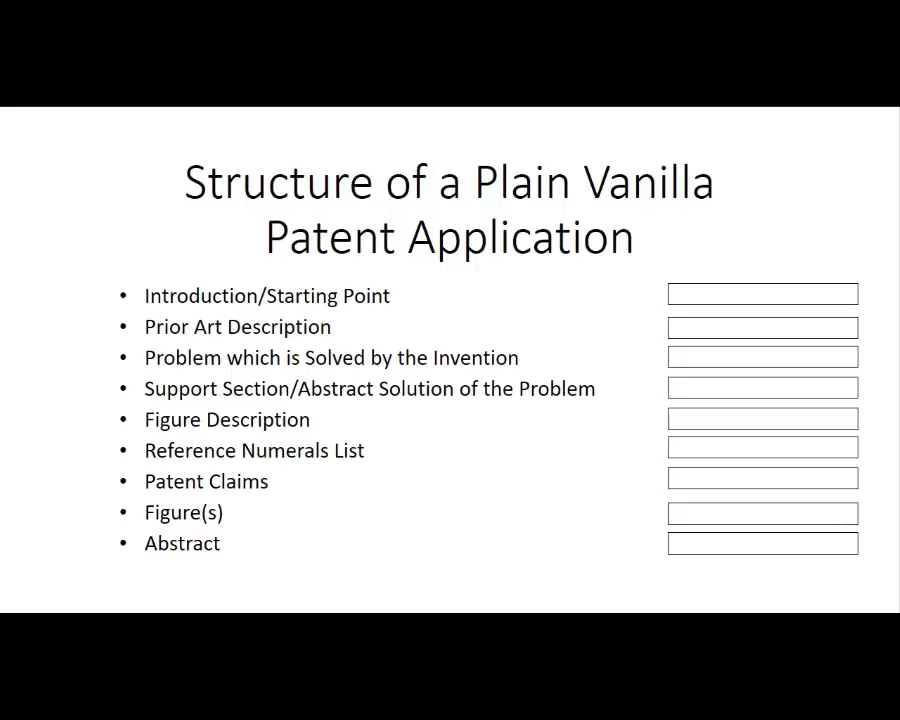 Structure of a Plain Vanilla
Patent Application
• Introduction/Starting Point
• Prior Art Description
• Problem which is Solved by the Invention
• Support Section/Abstract Solution of the Problem
• Figure Description
• Reference Numerals List
• Patent Claims
• Figure(s)
• Abstract